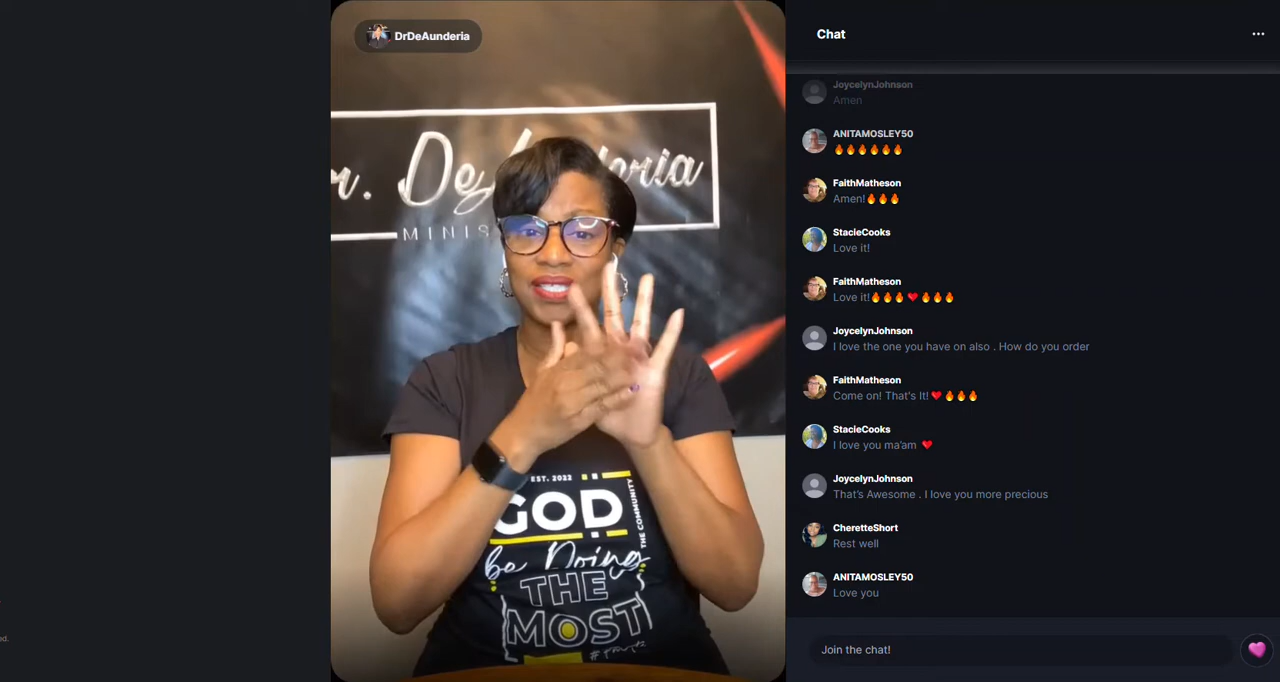 DrDeAunderia
r. De
eria
MINIS
EST. 2022
GOD
be Doing
THE
MOST
THE COMMUNITY
Chat
JoycelynJohnson
Amen
ANITAMOSLEY50
🔥🔥🔥🔥🔥🔥
FaithMatheson
Amen!🔥🔥🔥
StacieCooks
Love it!
FaithMatheson
Love it!🔥🔥🔥❤️🔥🔥🔥
JoycelynJohnson
I love the one you have on also . How do you order
FaithMatheson
Come on! That's It!❤️🔥🔥🔥
StacieCooks
I love you ma'am ❤️
JoycelynJohnson
That's Awesome . I love you more precious
CheretteShort
Rest well
ANITAMOSLEY50
Love you
Join the chat!